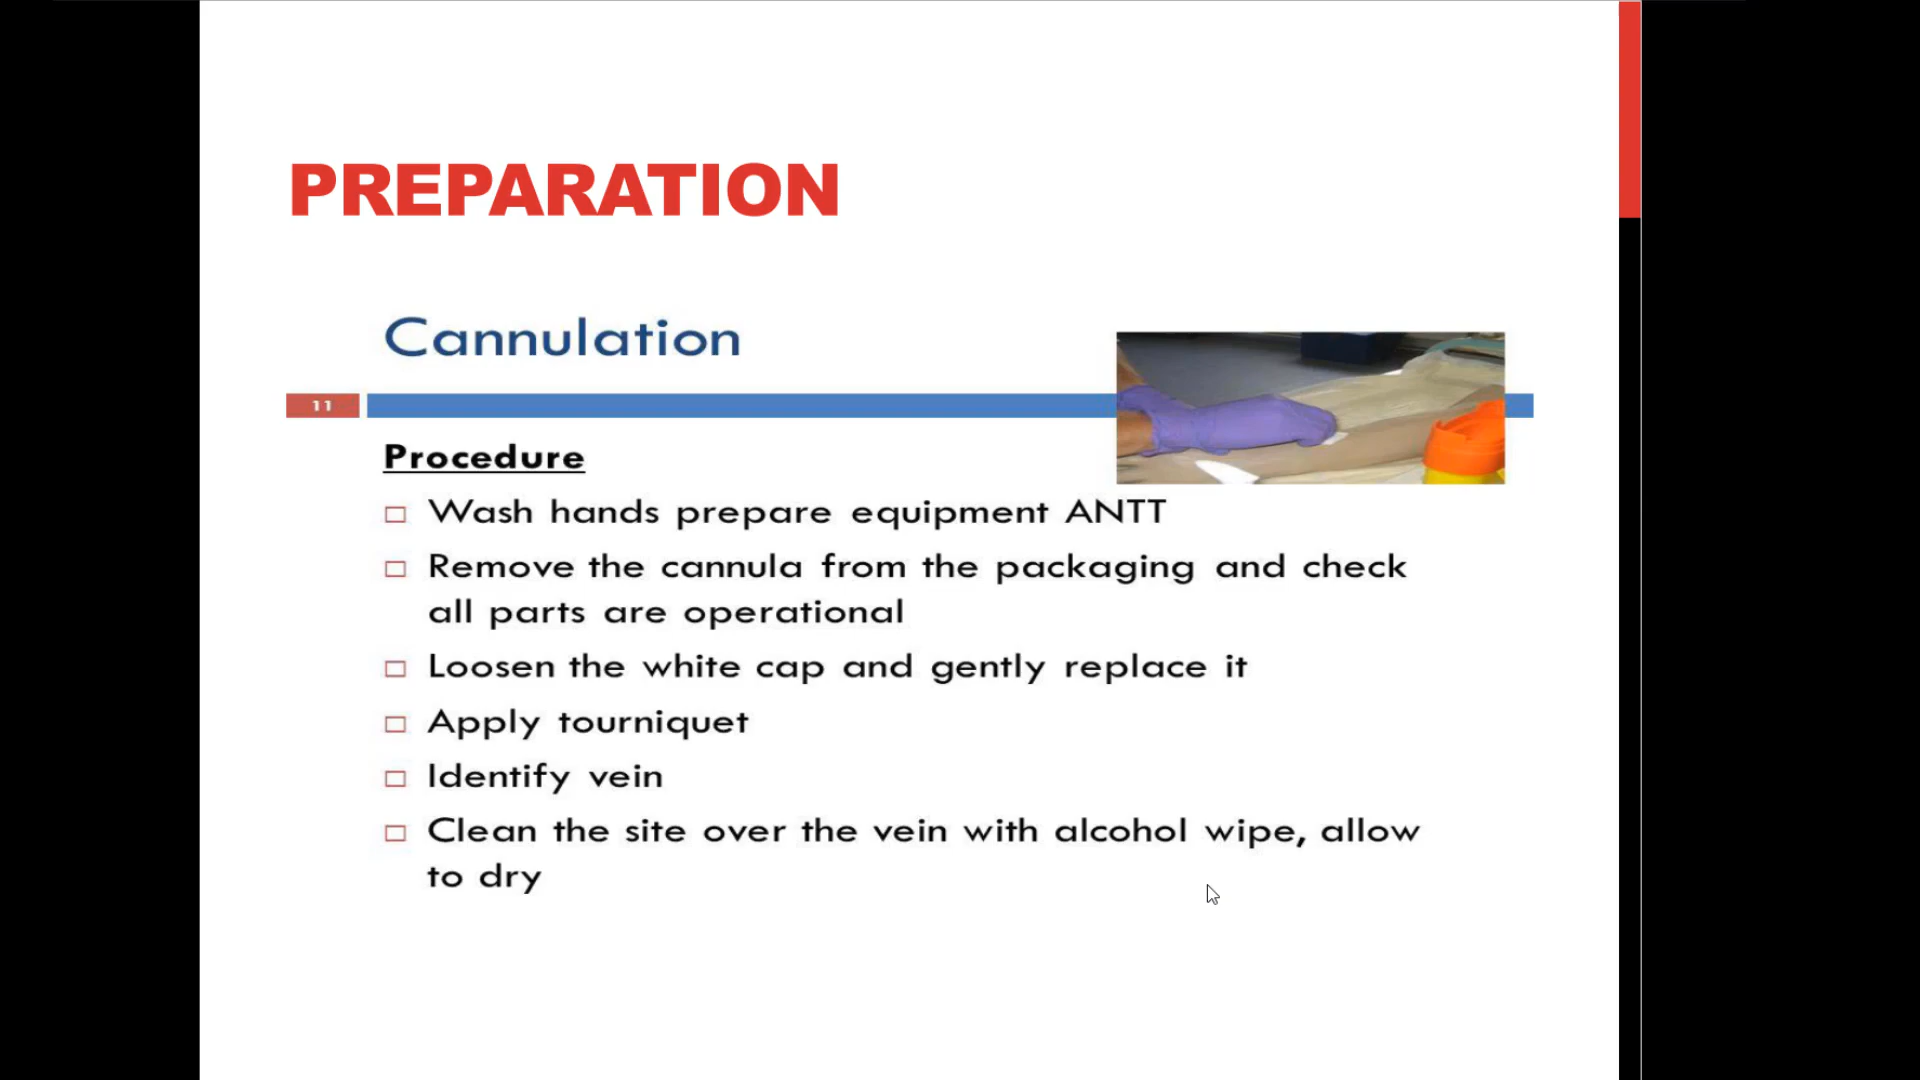 PREPARATION
Cannulation
11
Procedure
Wash hands prepare equipment ANTT
Remove the cannula from the packaging and check
all parts are operational
Loosen the white cap and gently replace it
Apply tourniquet
Identify vein
Clean the site over the vein with alcohol wipe, allow
to dry